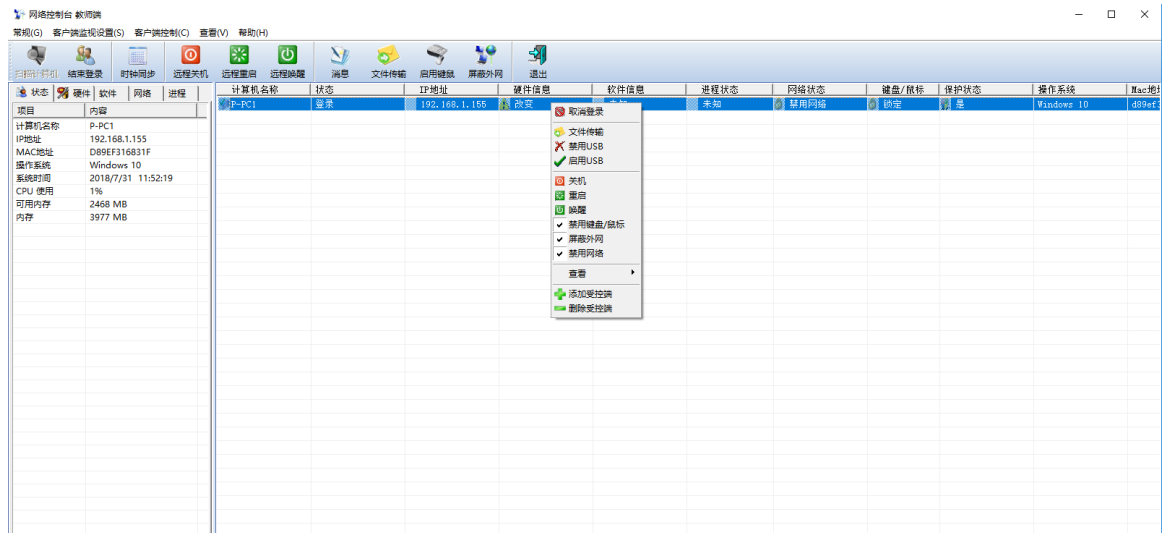 网络控制台 教师端
常规(G) 客户端监视设置(S) 客户端控制(C) 查看(V) 帮助(H)
扫描计算机 结束登录 时钟同步 远程关机 远程重启 远程唤醒 消息 文件传输 启用键鼠 屏蔽外网 退出
状态 硬件 软件 网络 进程
项目 内容
计算机名称 P-PC1
IP地址 192.168.1.155
MAC地址 D89EF316831F
操作系统 Windows 10
系统时间 2018/7/31 11:52:19
CPU 使用 1%
可用内存 2468 MB
内存 3977 MB
计算机名称 状态 IP地址 硬件信息 软件信息 进程状态 网络状态 键盘/鼠标 保护状态 操作系统 Mac地
P-PC1 登录 192.168.1.155 改变 未知 禁用网络 锁定 是 Windows 10 d89ef3
取消登录
文件传输
禁用USB
启用USB
关机
重启
唤醒
禁用键盘/鼠标
屏蔽外网
禁用网络
查看
添加受控端
删除受控端